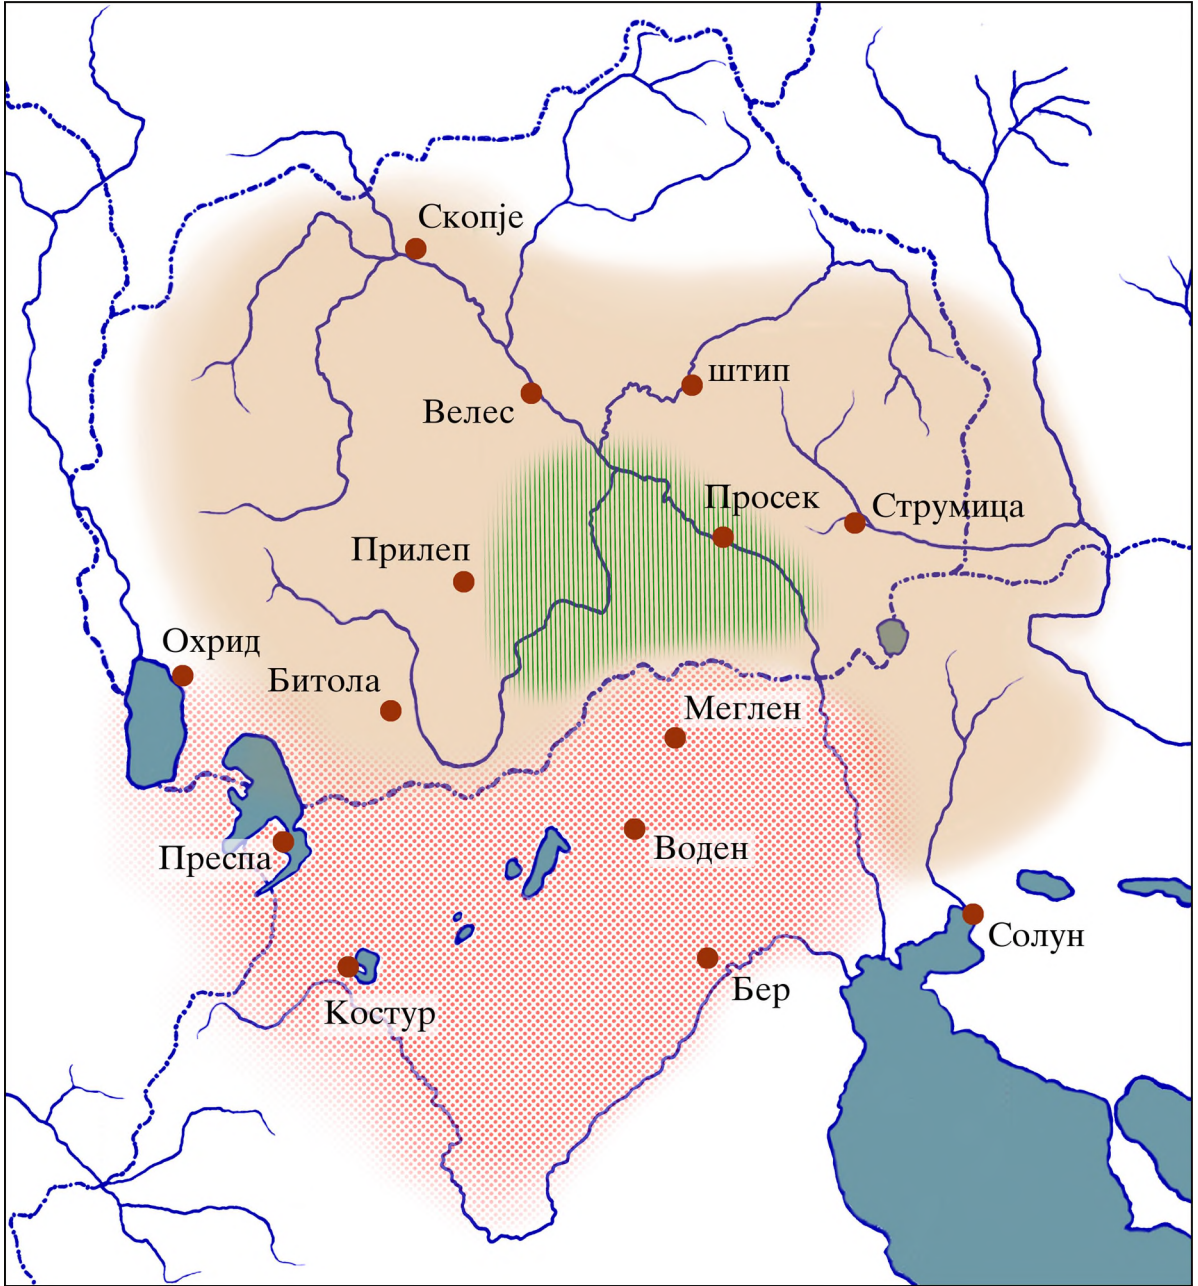 Скопје
штип
Велес
Просек
Струмица
Прилеп
Охрид
Битола
Меглен
Воден
Преспа
Солун
Бер
Костур